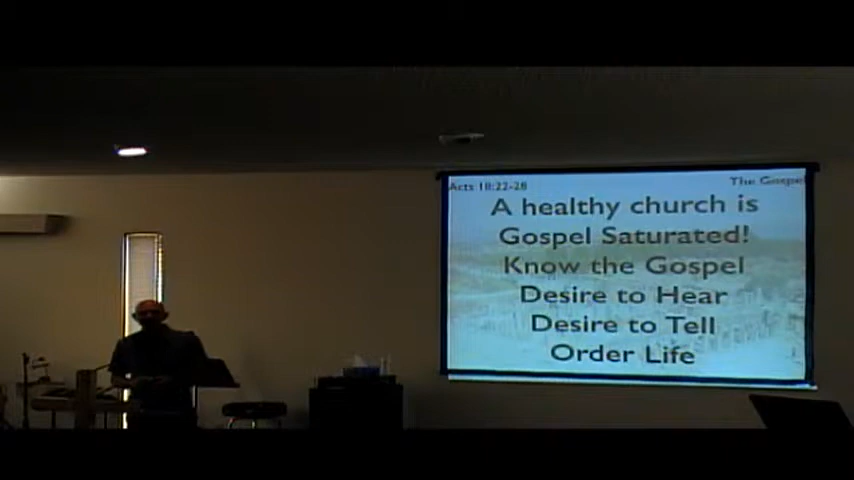 Acts 18:22-28
The Gospel
A healthy church is
Gospel Saturated!
Know the Gospel
Desire to Hear
Desire to Tell
Order Life